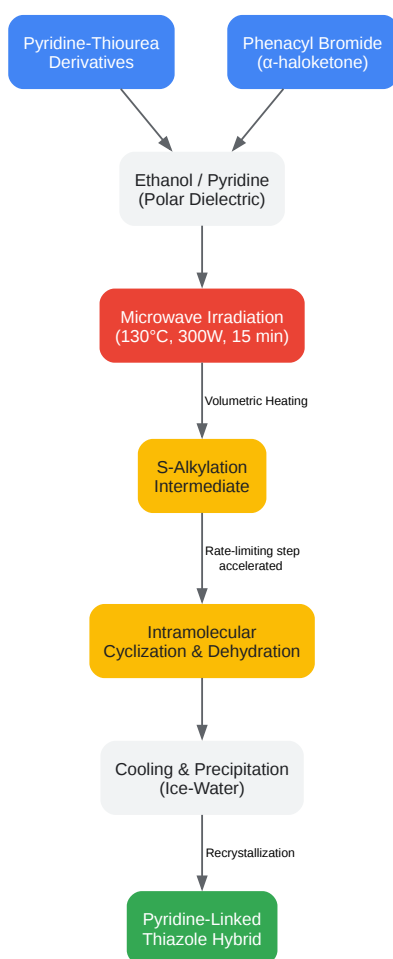 Pyridine-Thiourea
Derivatives
Phenacyl Bromide
(α-haloketone)
Ethanol / Pyridine
(Polar Dielectric)
Microwave Irradiation
(130°C, 300W, 15 min)
Volumetric Heating
S-Alkylation
Intermediate
Rate-limiting step
accelerated
Intramolecular
Cyclization & Dehydration
Cooling & Precipitation
(Ice-Water)
Recrystallization
Pyridine-Linked
Thiazole Hybrid